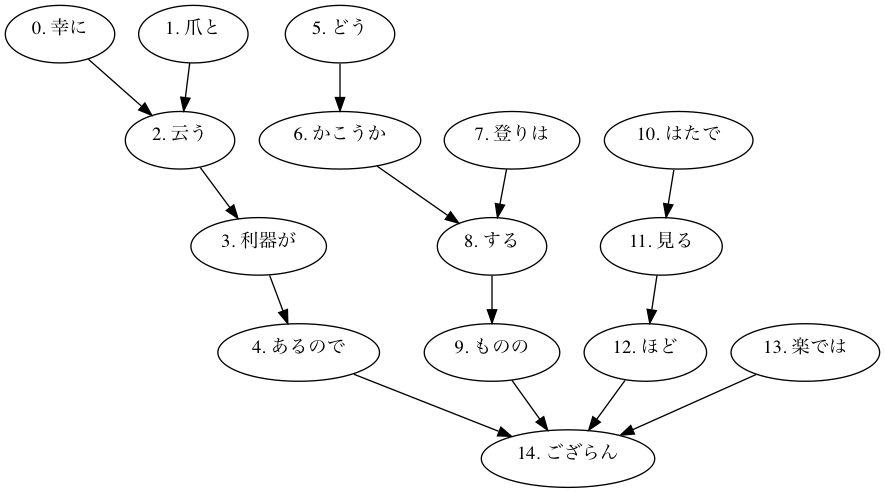 0. 幸に
1. 爪と
5. どう
2. 云う
6. かこうか
7. 登りは
10. はたで
3. 利器が
8. する
11. 見る
4. あるので
9. ものの
12. ほど
13. 楽では
14. ござらん